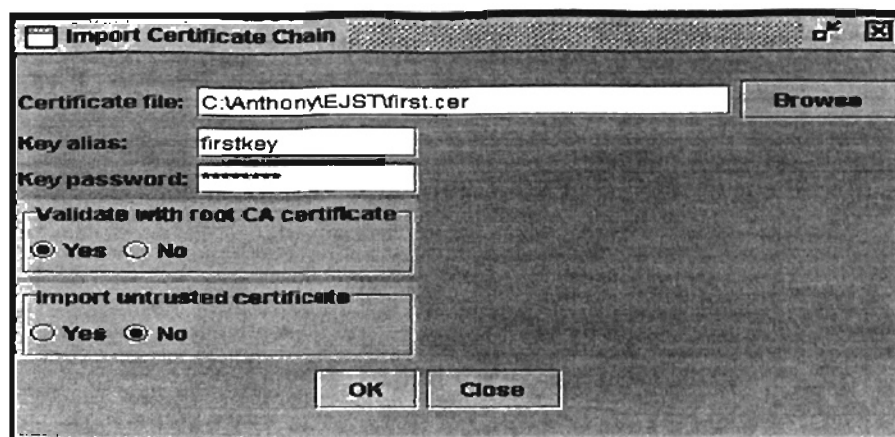 Import Certificate Chain
Certificate file: C:\Anthony\EJST\first.cer Browse
Key alias: firstkey
Key password: ********
Validate with root CA certificate
Yes No
Import untrusted certificate
Yes No
OK Close